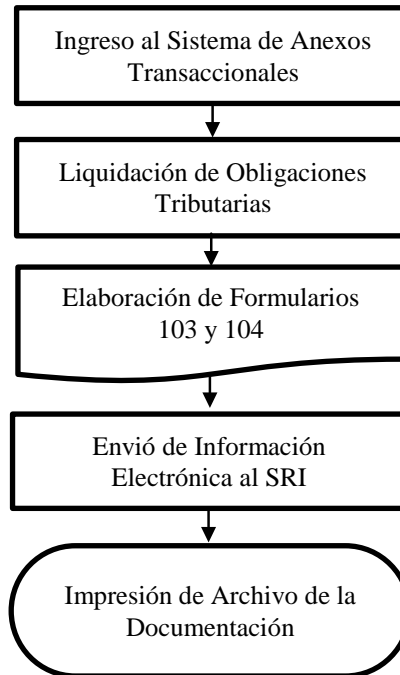 Ingreso al Sistema de Anexos
Transaccionales
Liquidación de Obligaciones
Tributarias
Elaboración de Formularios
103 y 104
Envió de Información
Electrónica al SRI
Impresión de Archivo de la
Documentación